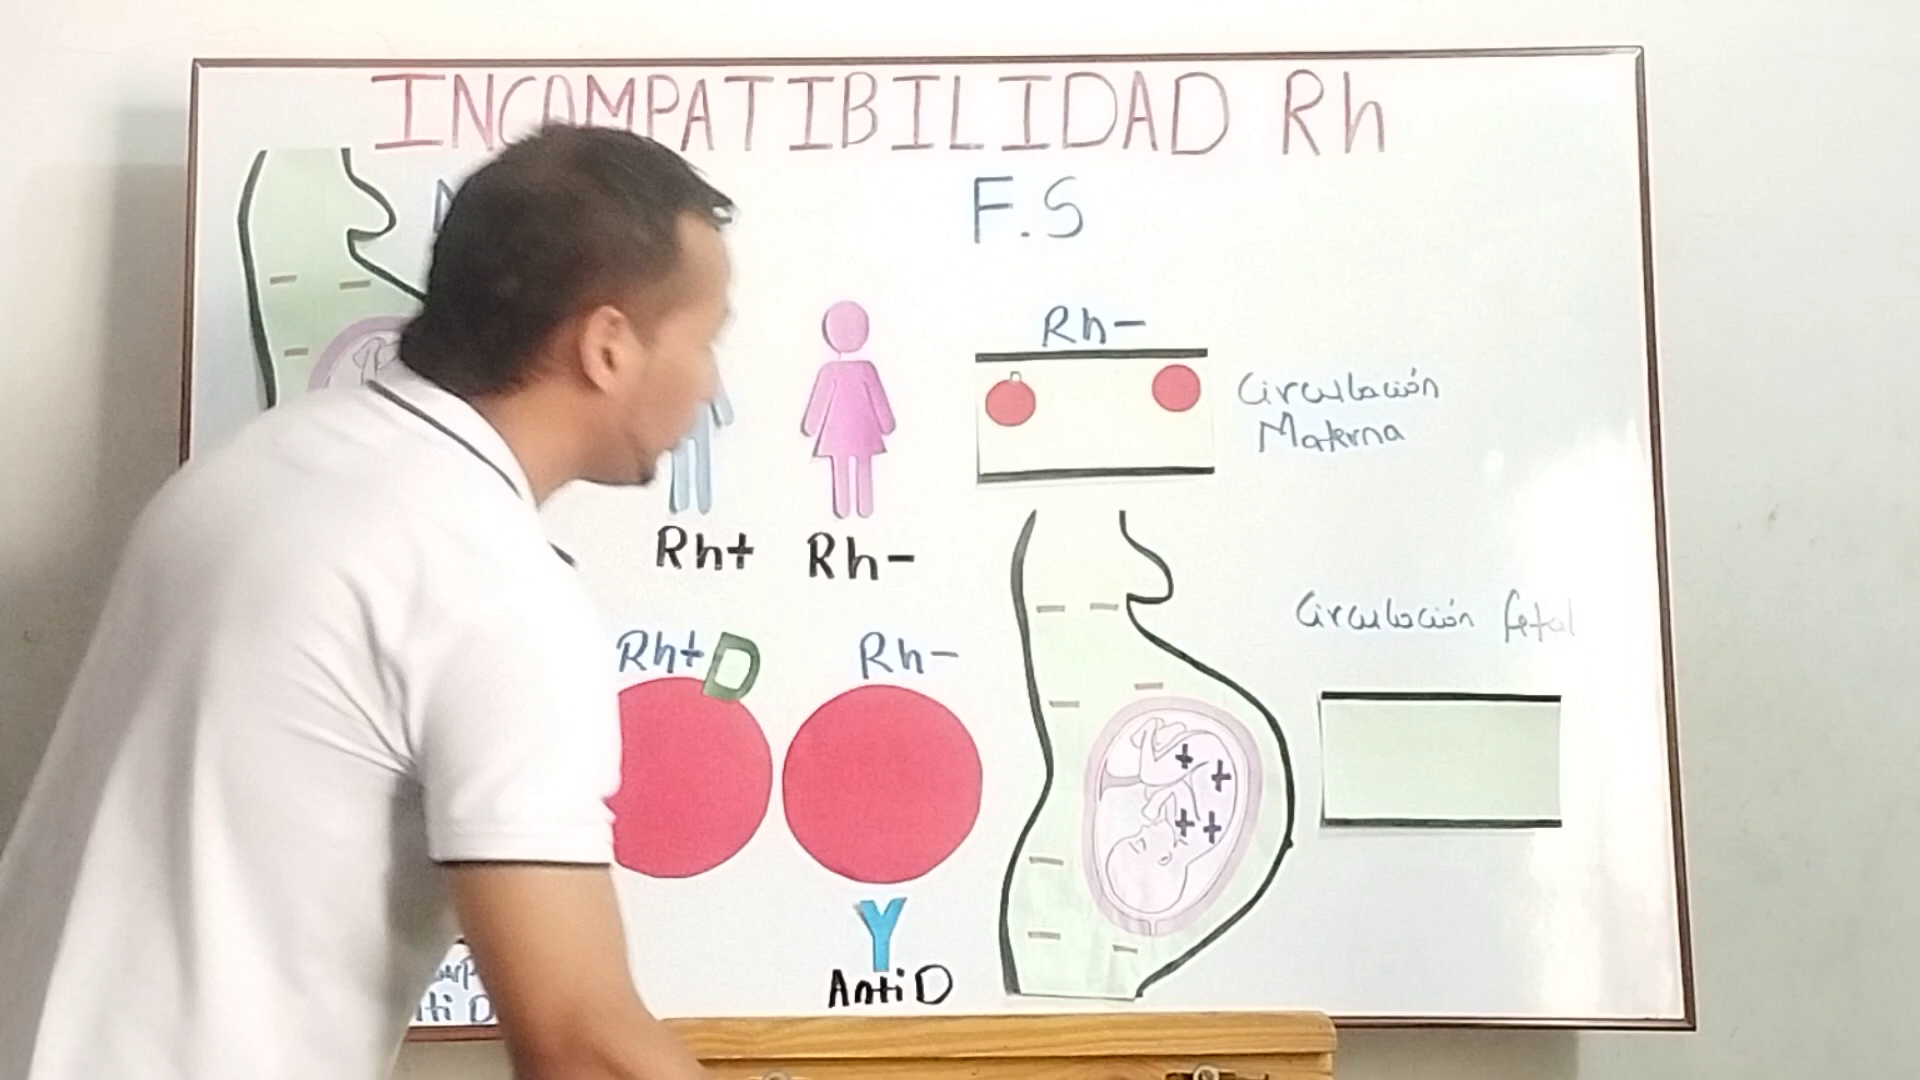 INCOMPATIBILIDAD Rh
F.S
Rh-
Circulación
Materna
Rh+ Rh-
Circulación fetal
Rh+ D Rh-
Y
Anti D